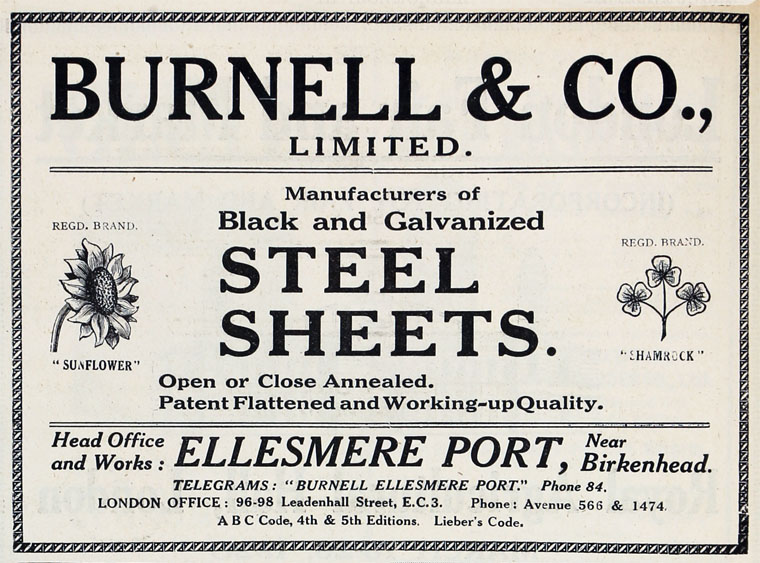 BURNELL & CO.,
LIMITED.
Manufacturers of
Black and Galvanized
REGD. BRAND.
REGD. BRAND.
STEEL
SHEETS.
"SUNFLOWER"
"SHAMROCK"
Open or Close Annealed.
Patent Flattened and Working-up Quality.
Head Office and Works: ELLESMERE PORT, Near Birkenhead.
TELEGRAMS: "BURNELL ELLESMERE PORT." Phone 84.
LONDON OFFICE: 96-98 Leadenhall Street, E.C.3. Phone: Avenue 566 & 1474.
A B C Code, 4th & 5th Editions. Lieber's Code.